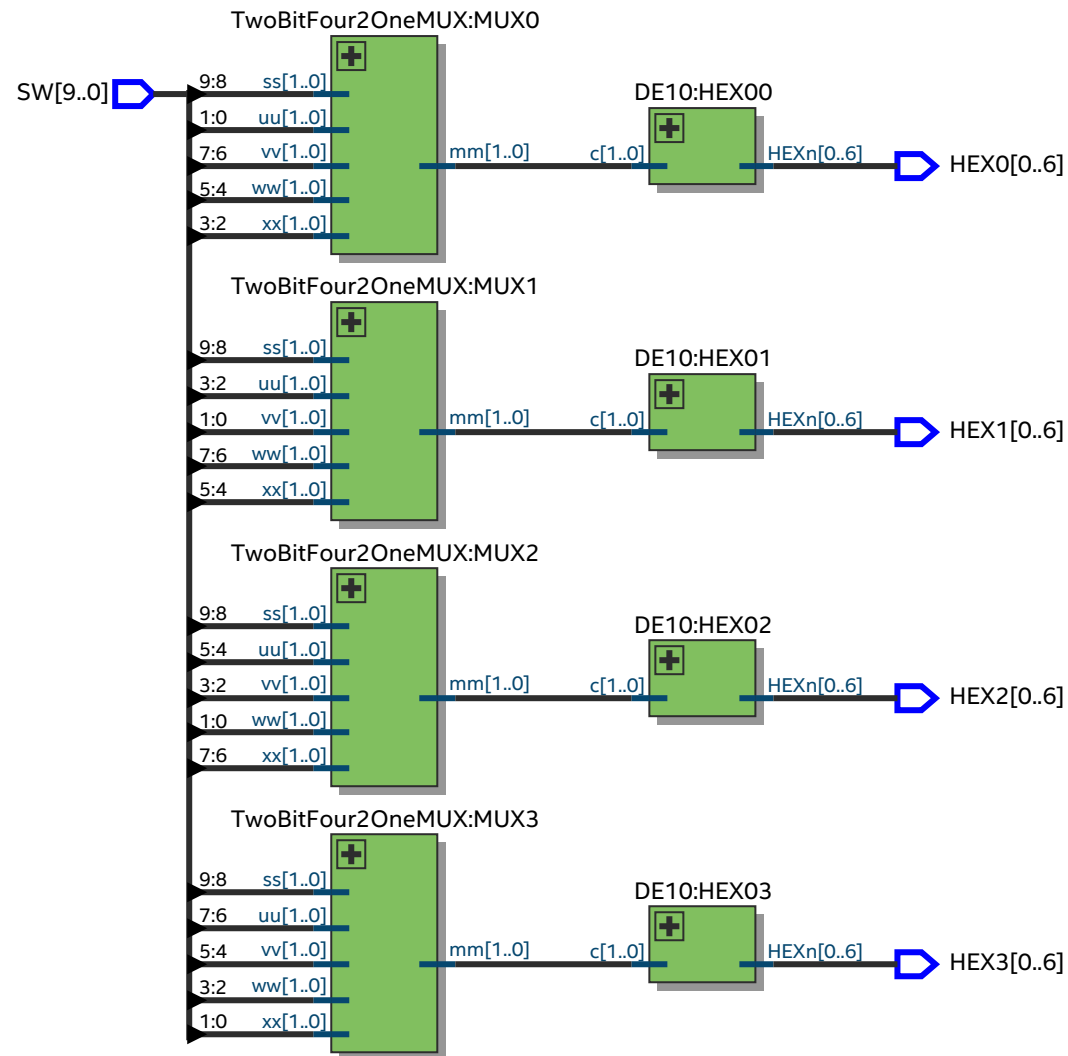 TwoBitFour2OneMUX:MUX0
SW[9..0]
9:8 ss[1..0]
1:0 uu[1..0]
7:6 vv[1..0]
5:4 ww[1..0]
3:2 xx[1..0]
mm[1..0]
DE10:HEX00
c[1..0]
HEXn[0..6]
HEX0[0..6]
TwoBitFour2OneMUX:MUX1
9:8 ss[1..0]
3:2 uu[1..0]
1:0 vv[1..0]
7:6 ww[1..0]
5:4 xx[1..0]
mm[1..0]
DE10:HEX01
c[1..0]
HEXn[0..6]
HEX1[0..6]
TwoBitFour2OneMUX:MUX2
9:8 ss[1..0]
5:4 uu[1..0]
3:2 vv[1..0]
1:0 ww[1..0]
7:6 xx[1..0]
mm[1..0]
DE10:HEX02
c[1..0]
HEXn[0..6]
HEX2[0..6]
TwoBitFour2OneMUX:MUX3
9:8 ss[1..0]
7:6 uu[1..0]
5:4 vv[1..0]
3:2 ww[1..0]
1:0 xx[1..0]
mm[1..0]
DE10:HEX03
c[1..0]
HEXn[0..6]
HEX3[0..6]